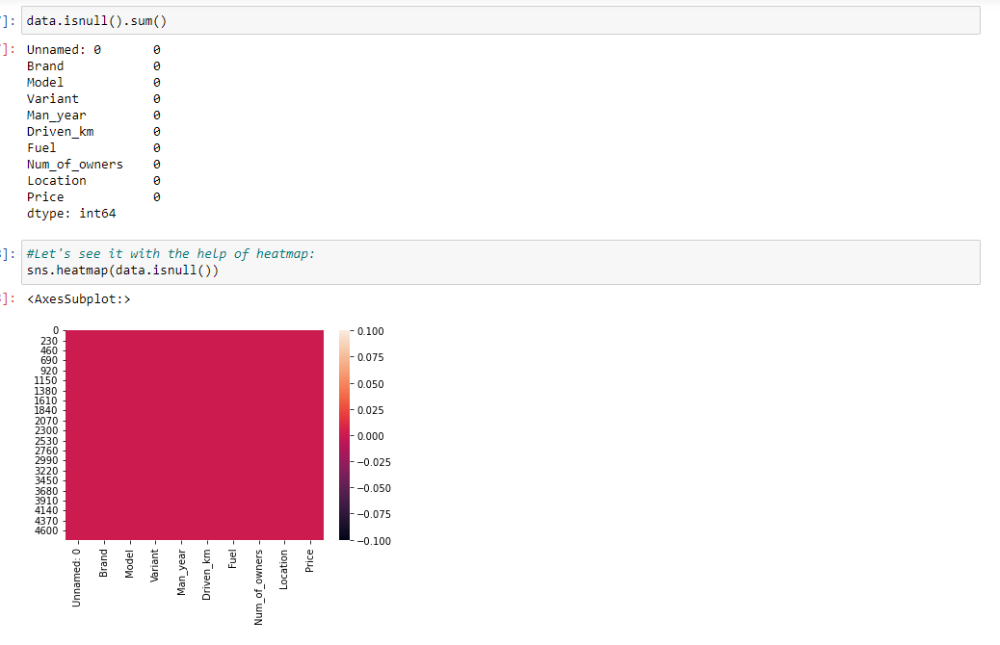 ]: data.isnull().sum()
]: Unnamed: 0 0
Brand 0
Model 0
Variant 0
Man_year 0
Driven_km 0
Fuel 0
Num_of_owners 0
Location 0
Price 0
dtype: int64
]: #Let's see it with the help of heatmap:
sns.heatmap(data.isnull())
]: <AxesSubplot:>
0
230
460
690
920
1150
1380
1610
1840
2070
2300
2530
2760
2990
3220
3450
3680
3910
4140
4370
4600
0.100
0.075
0.050
0.025
0.000
−0.025
−0.050
−0.075
−0.100
Unnamed: 0
Brand
Model
Variant
Man_year
Driven_km
Fuel
Num_of_owners
Location
Price